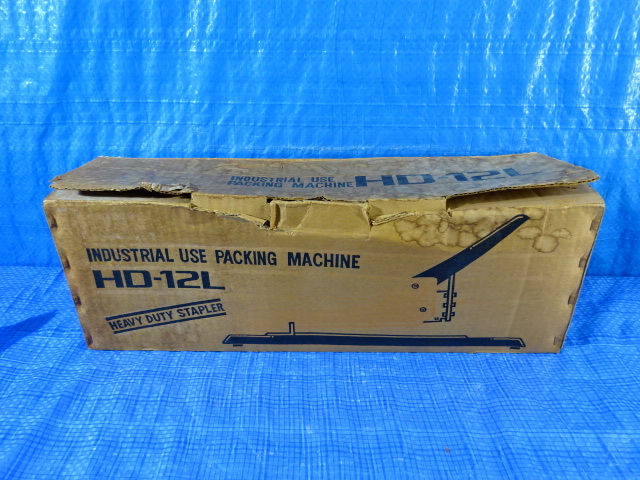 INDUSTRIAL USE
PACKING MACHINE HD-12L
INDUSTRIAL USE PACKING MACHINE
HD-12L
HEAVY DUTY STAPLER